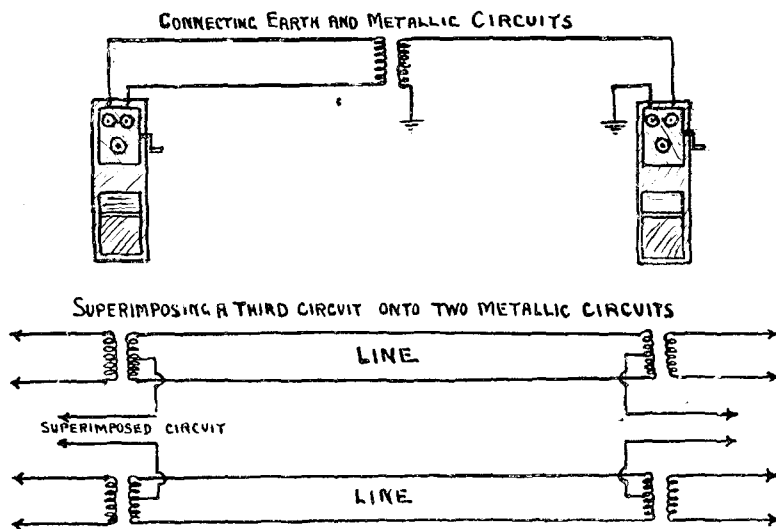 CONNECTING EARTH AND METALLIC CIRCUITS
SUPERIMPOSING A THIRD CIRCUIT ONTO TWO METALLIC CIRCUITS
LINE
SUPERIMPOSED CIRCUIT
LINE